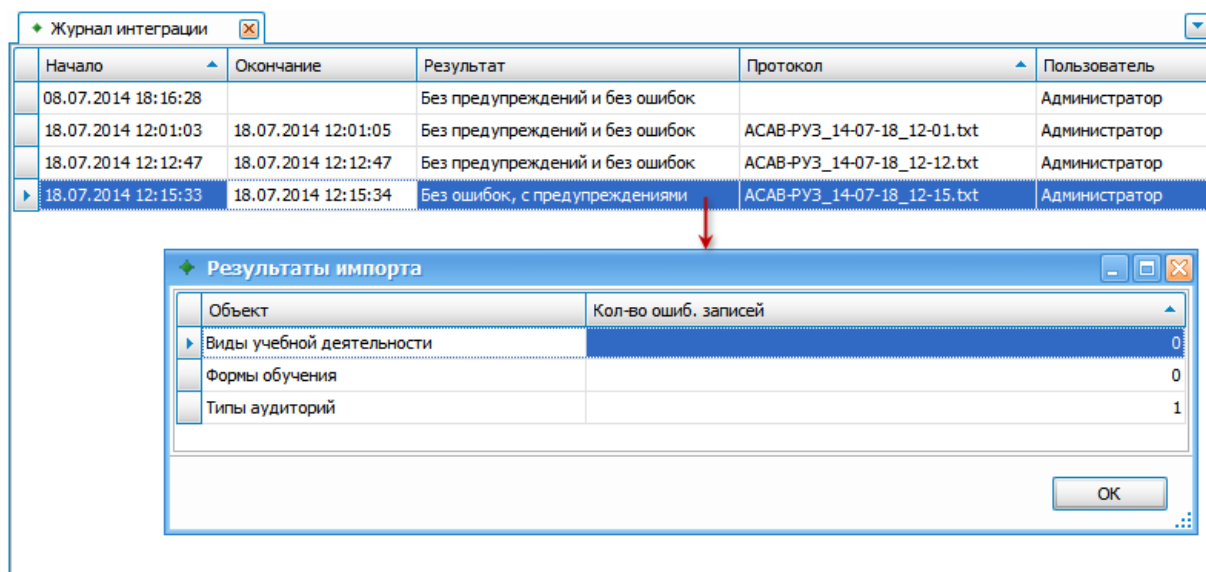 Журнал интеграции
Начало Окончание Результат Протокол Пользователь
08.07.2014 18:16:28 Без предупреждений и без ошибок Администратор
18.07.2014 12:01:03 18.07.2014 12:01:05 Без предупреждений и без ошибок АСАВ-РУЗ_14-07-18_12-01.txt Администратор
18.07.2014 12:12:47 18.07.2014 12:12:47 Без предупреждений и без ошибок АСАВ-РУЗ_14-07-18_12-12.txt Администратор
18.07.2014 12:15:33 18.07.2014 12:15:34 Без ошибок, с предупреждениями АСАВ-РУЗ_14-07-18_12-15.txt Администратор
Результаты импорта
Объект Кол-во ошиб. записей
Виды учебной деятельности 0
Формы обучения 0
Типы аудиторий 1
ОК